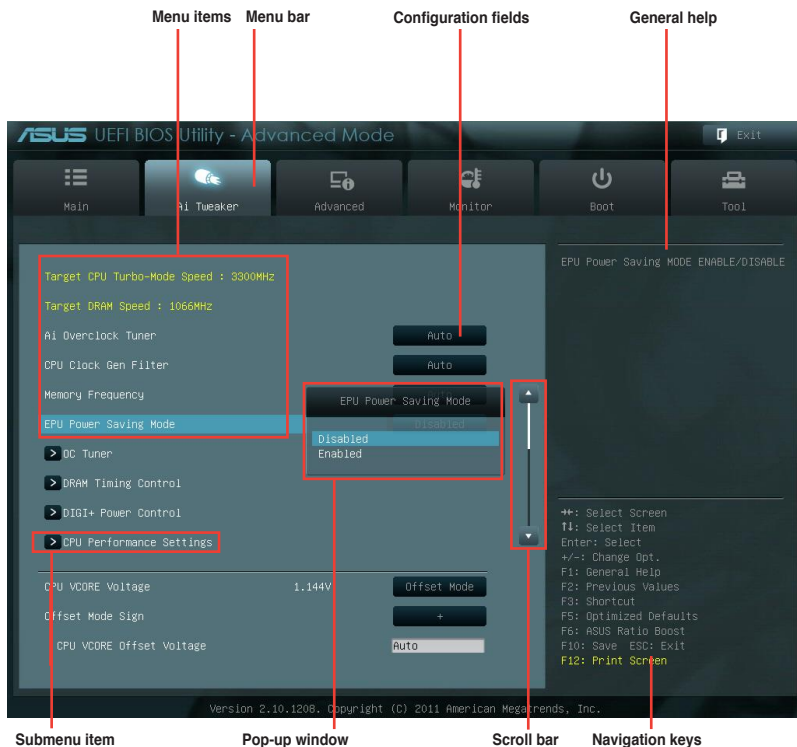 Menu items Menu bar Configuration fields General help
ASUS UEFI BIOS Utility - Advanced Mode Exit
Main Ai Tweaker Advanced Monitor Boot Tool
EPU Power Saving MODE ENABLE/DISABLE
Target CPU Turbo-Mode Speed : 3300MHz
Target DRAM Speed : 1066MHz
Ai Overclock Tuner Auto
CPU Clock Gen Filter Auto
Memory Frequency
EPU Power Saving Mode Disabled
EPU Power Saving Mode
Disabled
Enabled
> OC Tuner
> DRAM Timing Control
> DIGI+ Power Control
> CPU Performance Settings
CPU VCORE Voltage 1.144V Offset Mode
Offset Mode Sign +
CPU VCORE Offset Voltage Auto
→←: Select Screen
↑↓: Select Item
Enter: Select
+/-: Change Opt.
F1: General Help
F2: Previous Values
F3: Shortcut
F5: Optimized Defaults
F6: ASUS Ratio Boost
F10: Save ESC: Exit
F12: Print Screen
Version 2.10.1208. Copyright (C) 2011 American Megatrends, Inc.
Submenu item Pop-up window Scroll bar Navigation keys